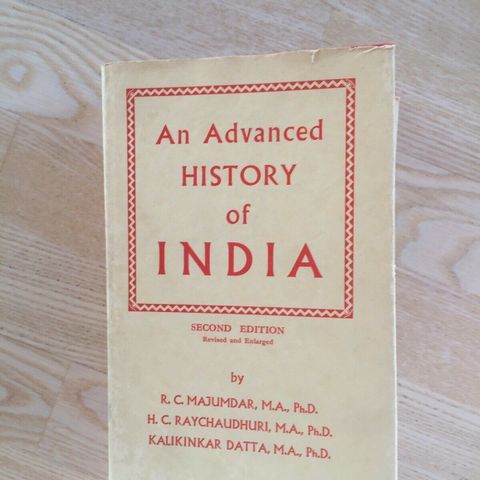 An Advanced
HISTORY
of
INDIA
SECOND EDITION
Revised and Enlarged
by
R. C. MAJUMDAR, M.A., Ph.D.
H. C. RAYCHAUDHURI, M.A., Ph.D.
KALIKINKAR DATTA, M.A., Ph.D.